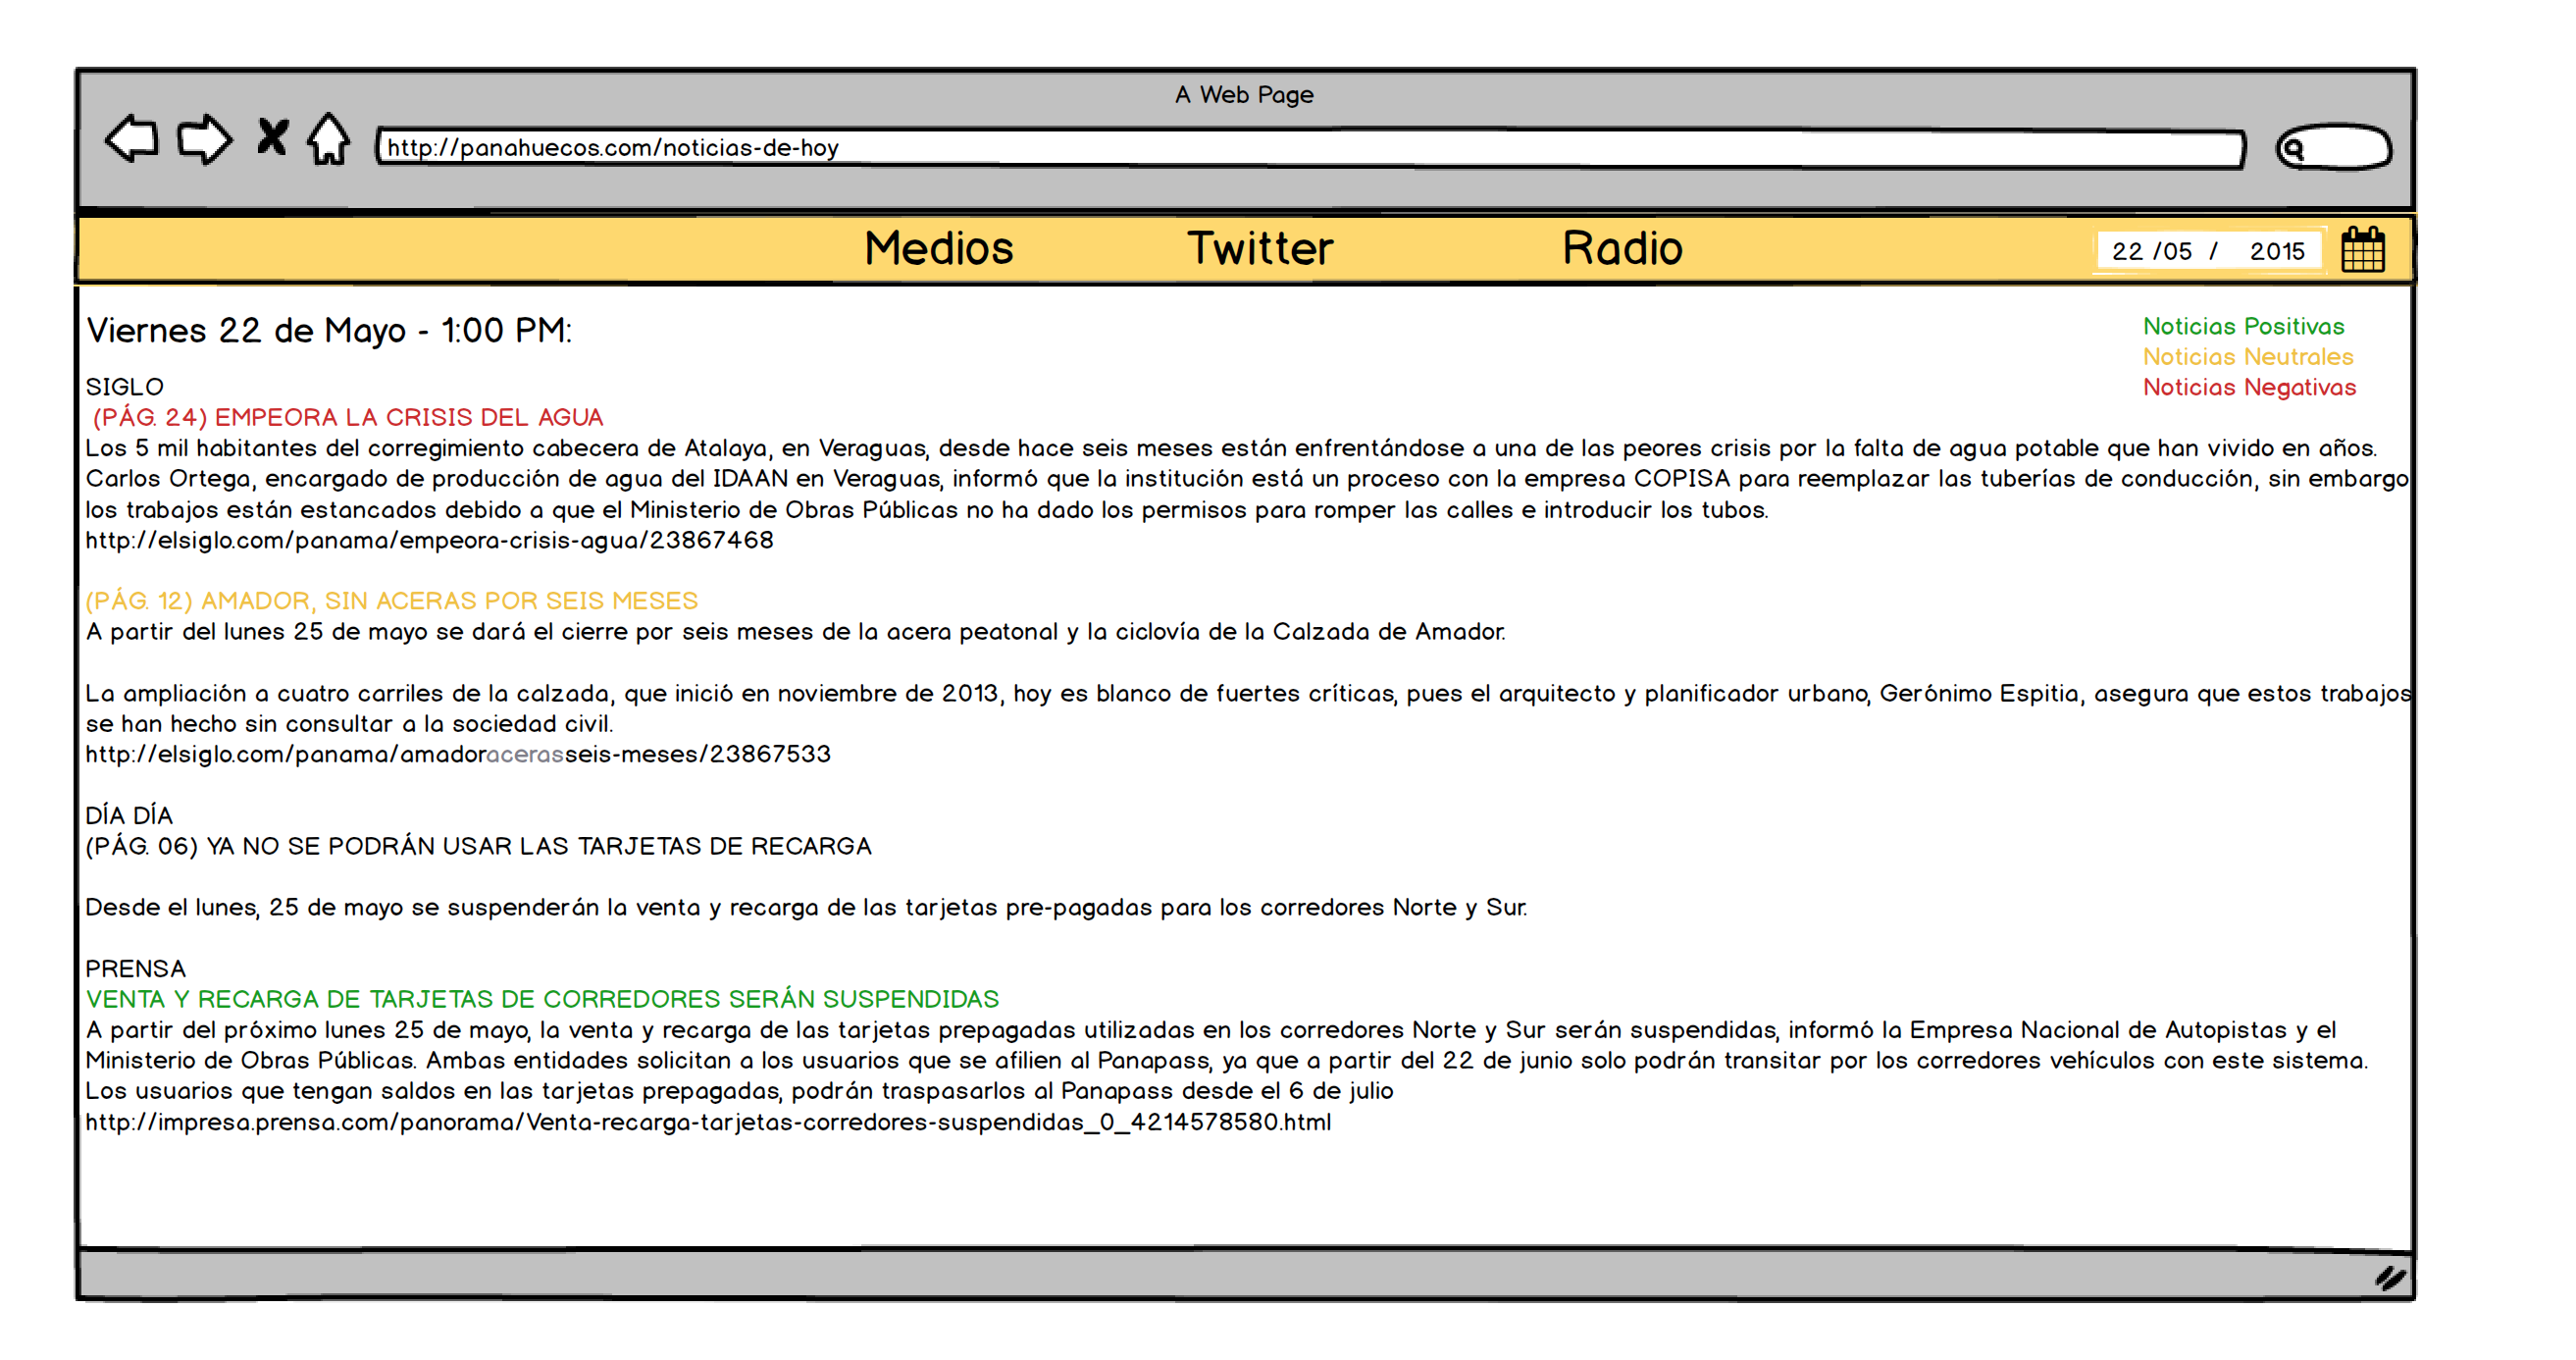 A Web Page
http://panahuecos.com/noticias-de-hoy
Medios Twitter Radio 22 /05 / 2015
Viernes 22 de Mayo - 1:00 PM:
Noticias Positivas
Noticias Neutrales
Noticias Negativas
SIGLO
(PÁG. 24) EMPEORA LA CRISIS DEL AGUA
Los 5 mil habitantes del corregimiento cabecera de Atalaya, en Veraguas, desde hace seis meses están enfrentándose a una de las peores crisis por la falta de agua potable que han vivido en años.
Carlos Ortega, encargado de producción de agua del IDAAN en Veraguas, informó que la institución está un proceso con la empresa COPISA para reemplazar las tuberías de conducción, sin embargo
los trabajos están estancados debido a que el Ministerio de Obras Públicas no ha dado los permisos para romper las calles e introducir los tubos.
http://elsiglo.com/panama/empeora-crisis-agua/23867468
(PÁG. 12) AMADOR, SIN ACERAS POR SEIS MESES
A partir del lunes 25 de mayo se dará el cierre por seis meses de la acera peatonal y la ciclovía de la Calzada de Amador.
La ampliación a cuatro carriles de la calzada, que inició en noviembre de 2013, hoy es blanco de fuertes críticas, pues el arquitecto y planificador urbano, Gerónimo Espitia, asegura que estos trabajos
se han hecho sin consultar a la sociedad civil.
http://elsiglo.com/panama/amadoracerasseis-meses/23867533
DÍA DÍA
(PÁG. 06) YA NO SE PODRÁN USAR LAS TARJETAS DE RECARGA
Desde el lunes, 25 de mayo se suspenderán la venta y recarga de las tarjetas pre-pagadas para los corredores Norte y Sur.
PRENSA
VENTA Y RECARGA DE TARJETAS DE CORREDORES SERÁN SUSPENDIDAS
A partir del próximo lunes 25 de mayo, la venta y recarga de las tarjetas prepagadas utilizadas en los corredores Norte y Sur serán suspendidas, informó la Empresa Nacional de Autopistas y el
Ministerio de Obras Públicas. Ambas entidades solicitan a los usuarios que se afilien al Panapass, ya que a partir del 22 de junio solo podrán transitar por los corredores vehículos con este sistema.
Los usuarios que tengan saldos en las tarjetas prepagadas, podrán traspasarlos al Panapass desde el 6 de julio
http://impresa.prensa.com/panorama/Venta-recarga-tarjetas-corredores-suspendidas_0_4214578580.html